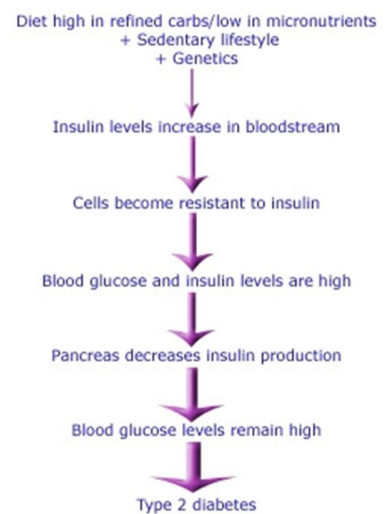 Diet high in refined carbs/low in micronutrients
+ Sedentary lifestyle
+ Genetics
Insulin levels increase in bloodstream
Cells become resistant to insulin
Blood glucose and insulin levels are high
Pancreas decreases insulin production
Blood glucose levels remain high
Type 2 diabetes